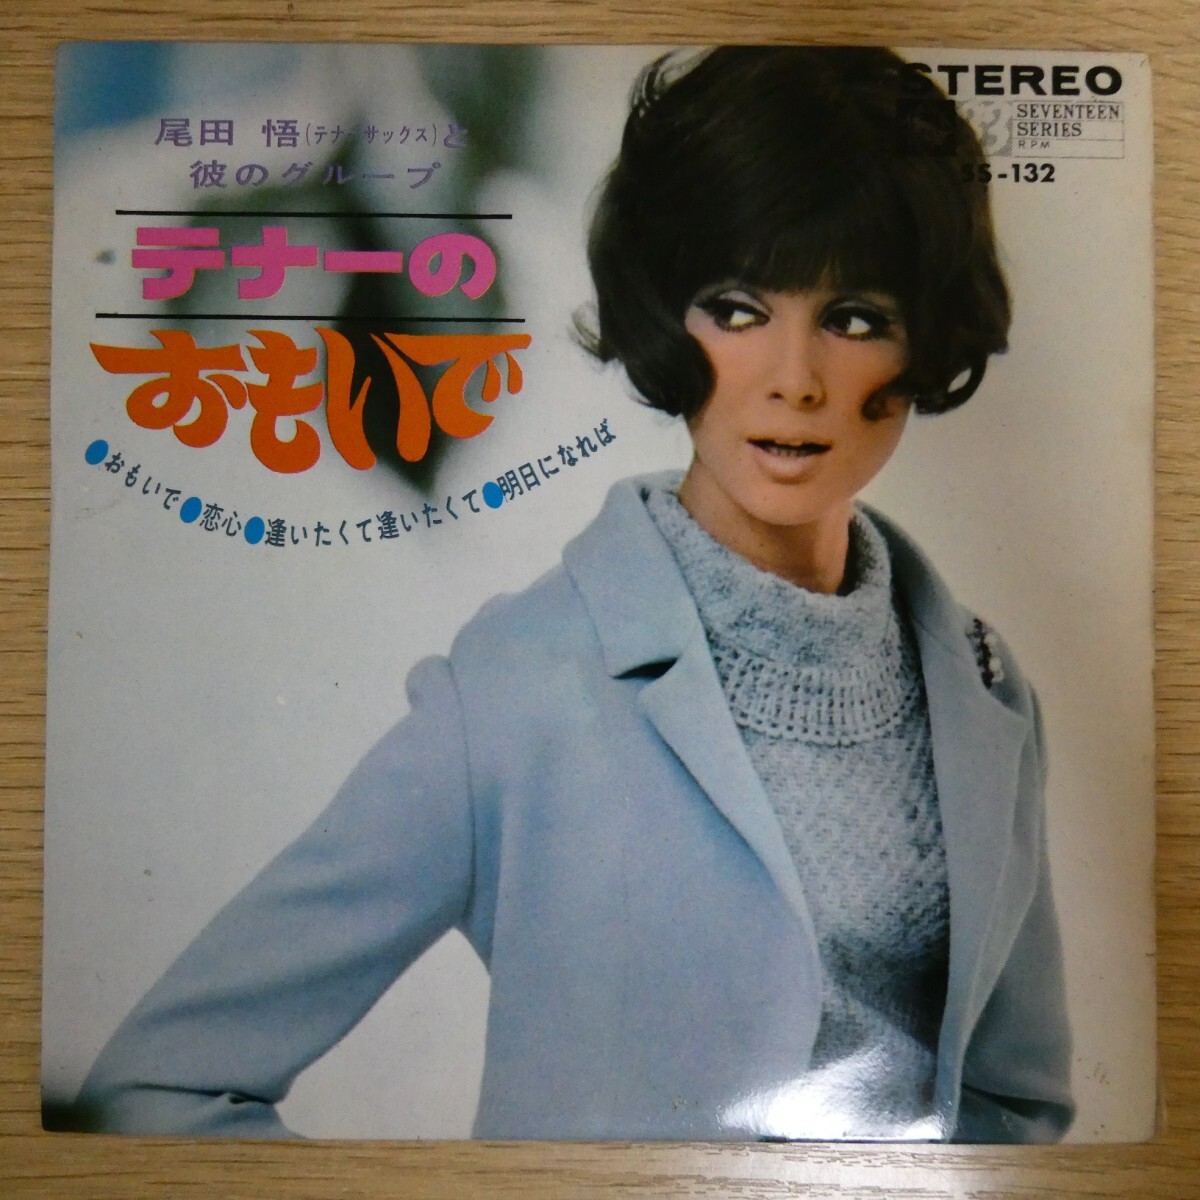 尾田 悟(テナーサックス)と
彼のグループ
テナーの
おもいで
●おもいで●恋心●逢いたくて逢いたくて●明日になれば
STEREO
SEVENTEEN
SERIES
RPM
-132